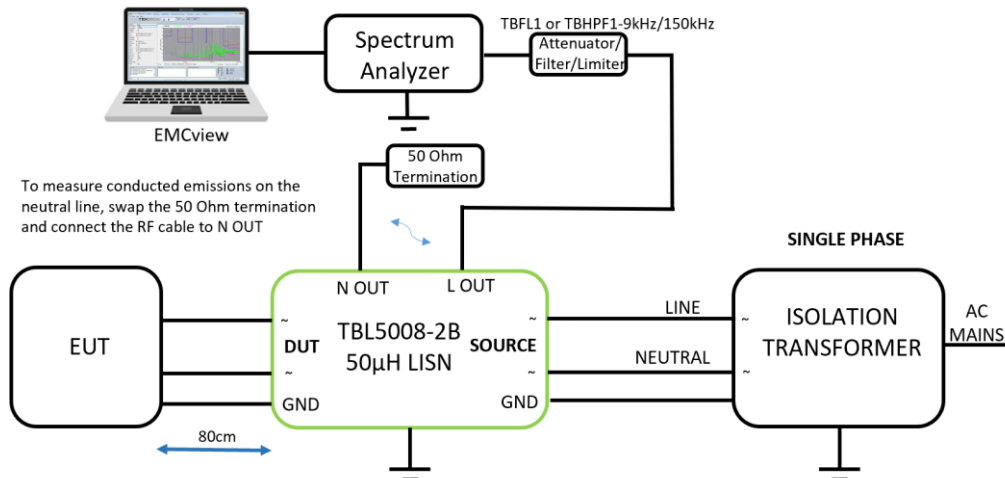 TBFL1 or TBHPF1-9kHz/150kHz
Spectrum
Analyzer
Attenuator/
Filter/Limiter
EMCview
50 Ohm
Termination
To measure conducted emissions on the
neutral line, swap the 50 Ohm termination
and connect the RF cable to N OUT
SINGLE PHASE
N OUT
L OUT
EUT
DUT
TBL5008-2B
50µH LISN
SOURCE
GND
GND
~
~
~
~
LINE
NEUTRAL
~
~
ISOLATION
TRANSFORMER
AC
MAINS
80cm